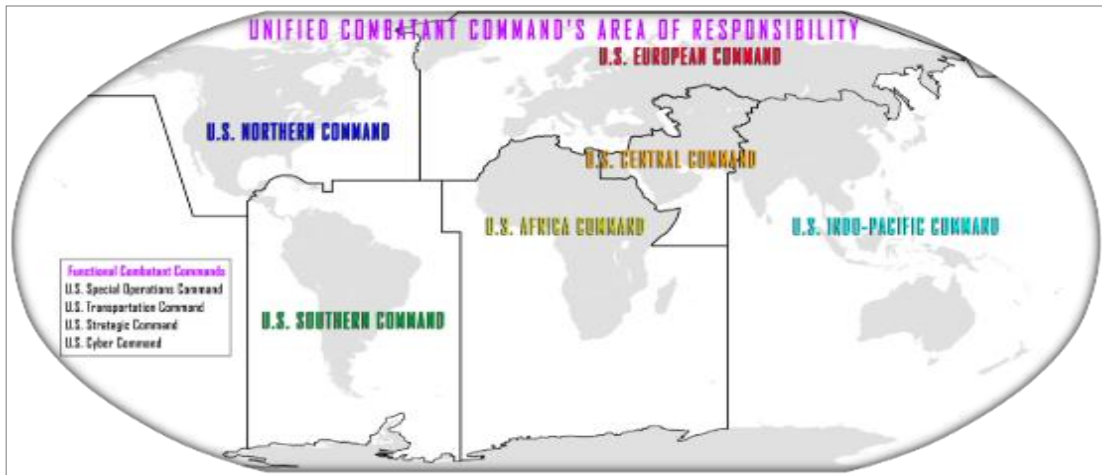 UNIFIED COMBATANT COMMAND'S AREA OF RESPONSIBILITY
U.S. EUROPEAN COMMAND
U.S. NORTHERN COMMAND
U.S. CENTRAL COMMAND
U.S. AFRICA COMMAND
U.S. INDO-PACIFIC COMMAND
Functional Combatant Commands
U.S. Special Operations Command
U.S. Transportation Command
U.S. Strategic Command
U.S. Cyber Command
U.S. SOUTHERN COMMAND